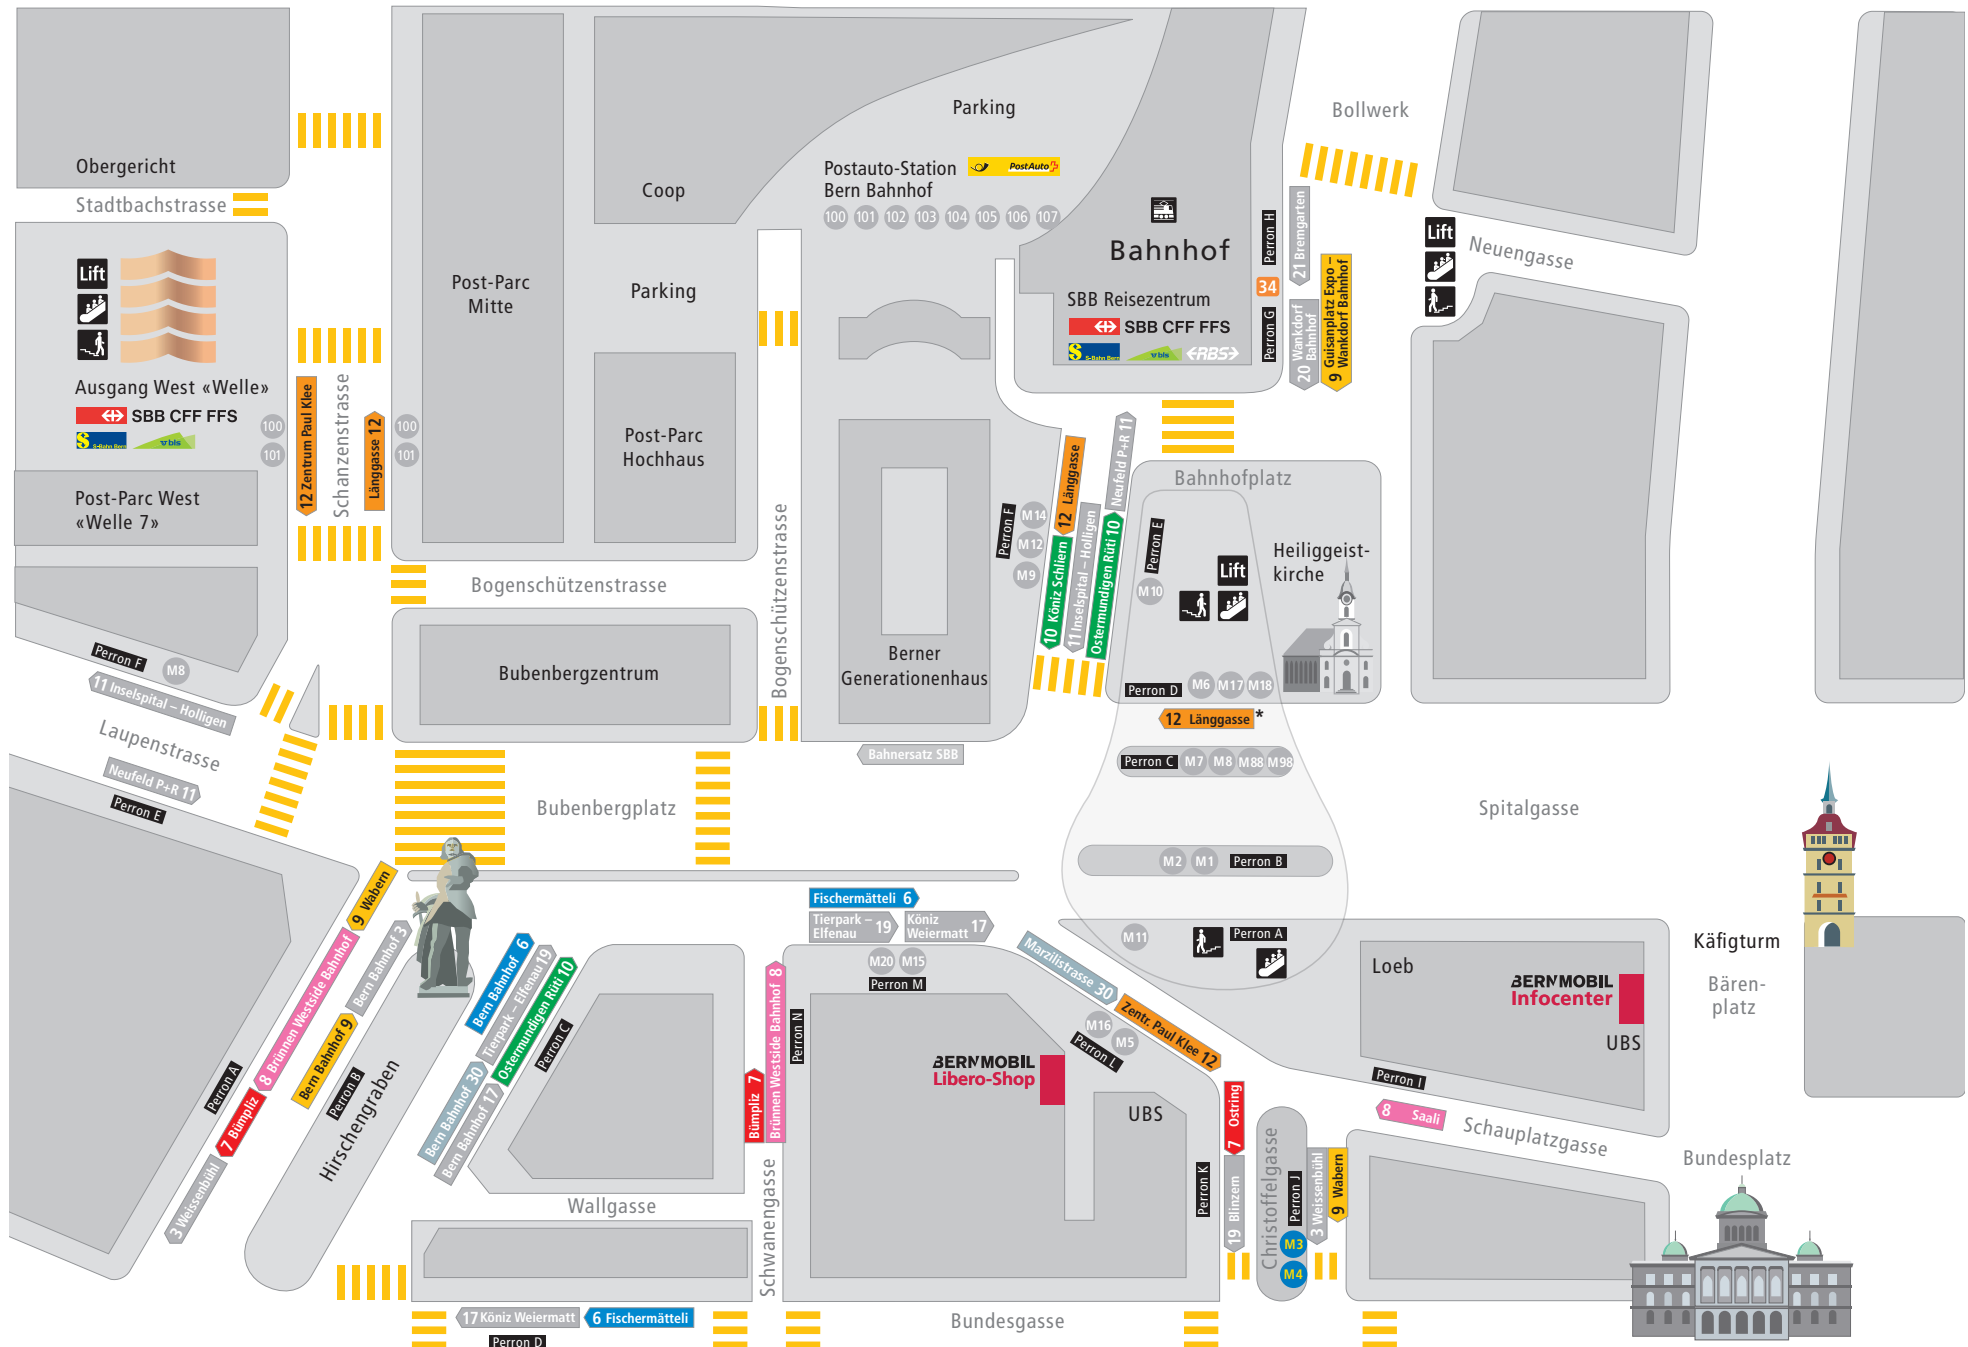 Obergericht
Stadtbachstrasse
Lift
Ausgang West «Welle»
SBB CFF FFS
S-Bahn Bern
bls
100
101
Post-Parc West
«Welle 7»
12 Zentrum Paul Klee
Schanzenstrasse
Länggasse 12
100
101
Post-Parc
Mitte
Coop
Parking
Post-Parc
Hochhaus
Parking
Postauto-Station
Bern Bahnhof
PostAuto
100 101 102 103 104 105 106 107
Bahnhof
SBB Reisezentrum
SBB CFF FFS
S-Bahn Bern
bls
RBS
Perron H
34
Perron G
21 Bremgarten
20 Wankdorf
Bahnhof
9 Guisanplatz Expo –
Wankdorf Bahnhof
Bollwerk
Lift
Neuengasse
Bogenschützenstrasse
Bogenschützenstrasse
Bubenbergzentrum
Berner
Generationenhaus
Perron F
M14
M12
M9
12 Länggasse
10 Köniz Schliern
11 Inselspital – Holligen
Neufeld P+R 11
Ostermundigen Rüti 10
Bahnhofplatz
Perron E
M10
Lift
Heiliggeist-
kirche
Perron D M6 M17 M18
12 Länggasse *
Perron C M7 M8 M88 M98
M2 M1 Perron B
M11 Perron A
Perron F
M8
11 Inselspital – Holligen
Laupenstrasse
Neufeld P+R 11
Perron E
Bahnersatz SBB
Bubenbergplatz
Spitalgasse
Käfigturm
Bären-
platz
9 Wabern
8 Brünnen Westside Bahnhof
7 Bümpliz
3 Weissenbühl
Perron A
Bern Bahnhof 3
Bern Bahnhof 9
Perron B
Hirschengraben
Bern Bahnhof 6
Tierpark – Elfenau 19
Ostermundigen Rüti 10
Bern Bahnhof 30
Bern Bahnhof 17
Perron C
Fischermätteli 6
Tierpark –
Elfenau 19
Köniz
Weiermatt 17
M20 M15
Perron M
Bümpliz 7
Brünnen Westside Bahnhof 8
Perron N
Marzilistrasse 30
Zentr. Paul Klee 12
M16
M5
Perron L
BERNMOBIL
Libero-Shop
UBS
Loeb
BERNMOBIL
Infocenter
UBS
Perron I
8 Saali
Schauplatzgasse
7 Ostring
19 Blinzern
Perron K
Christoffelgasse
Perron J
M3
M4
3 Weissenbühl
9 Wabern
Bundesplatz
Wallgasse
Schwanengasse
17 Köniz Weiermatt
6 Fischermätteli
Perron D
Bundesgasse